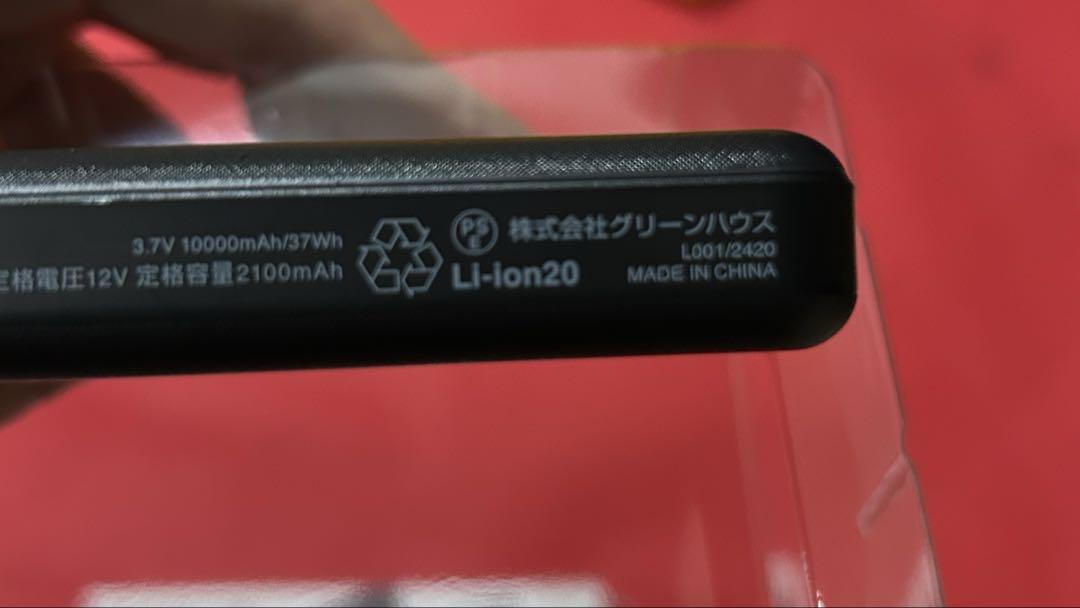 3.7V 10000mAh/37Wh
定格電圧12V 定格容量2100mAh
PS
E
株式会社グリーンハウス
L001/2420
Li-ion20
MADE IN CHINA